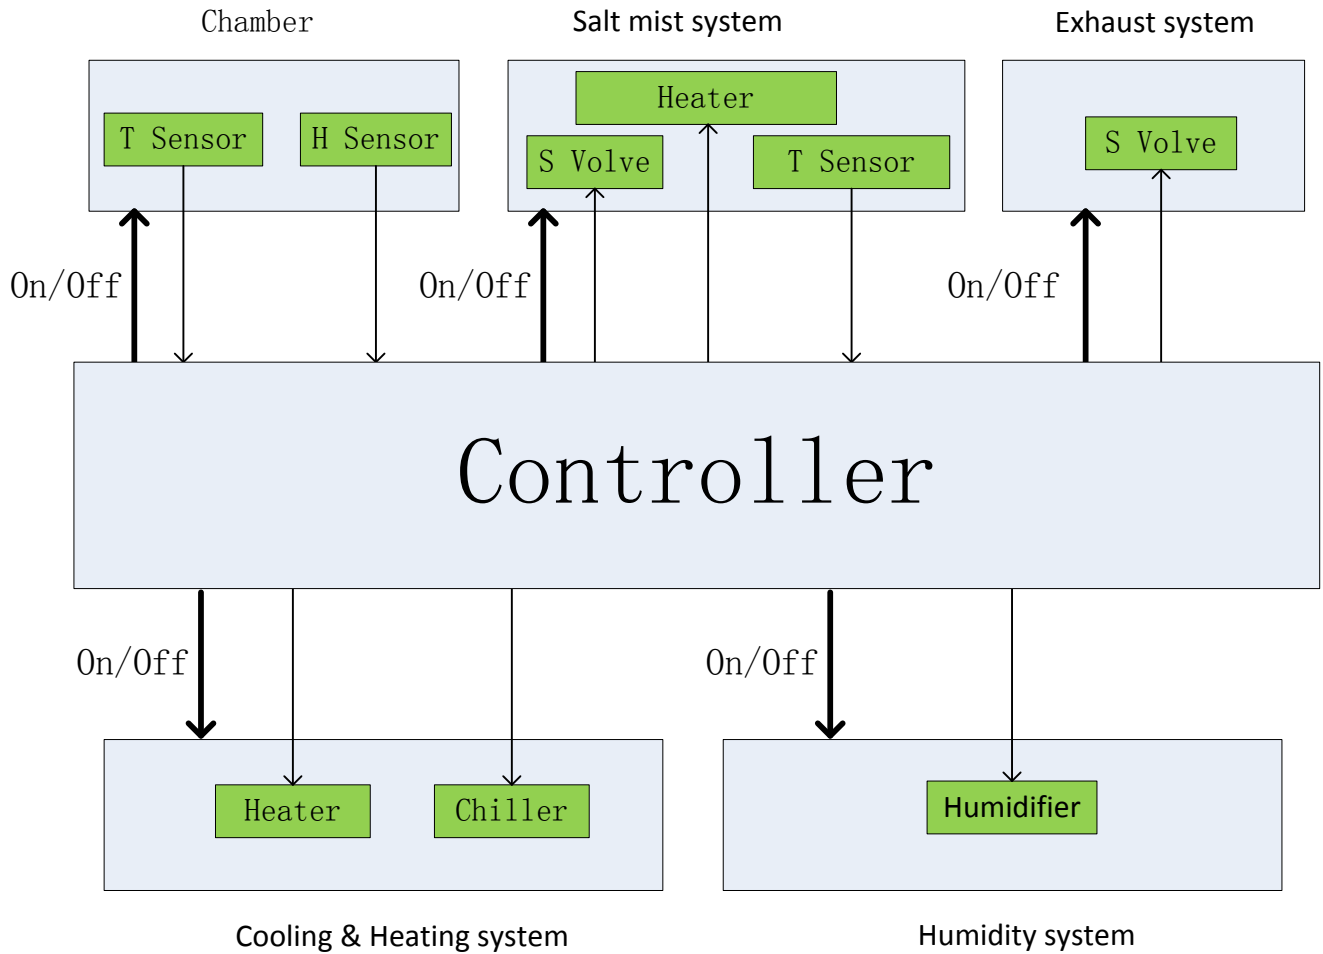 Chamber
Salt mist system
Exhaust system
Heater
T Sensor
H Sensor
S Volve
T Sensor
S Volve
On/Off
On/Off
On/Off
Controller
On/Off
On/Off
Heater
Chiller
Humidifier
Cooling & Heating system
Humidity system